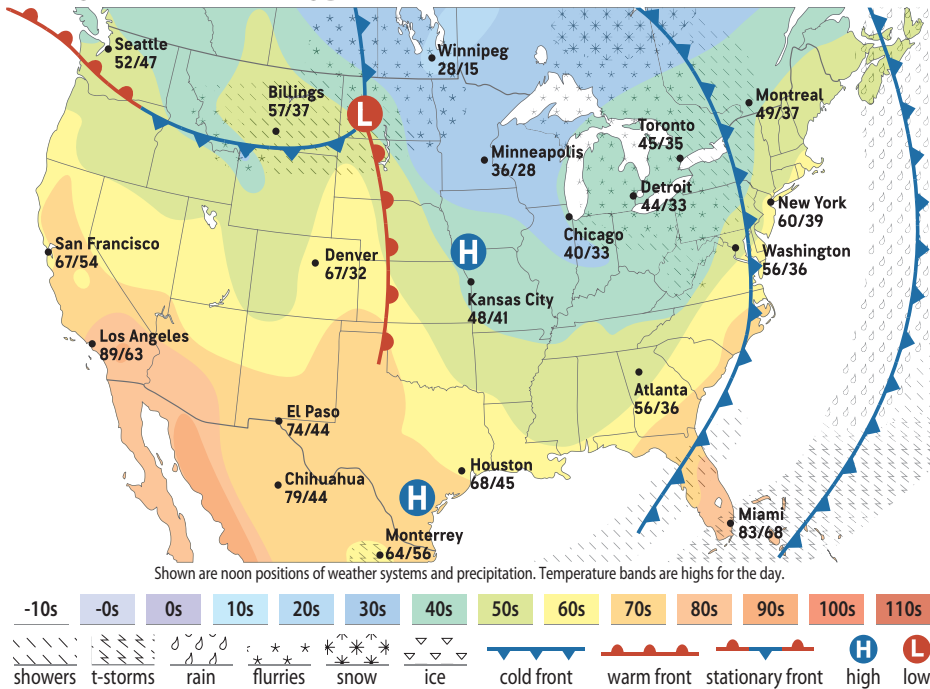 Seattle
52/47
Winnipeg
28/15
Billings
57/37
L
Montreal
49/37
Toronto
45/35
Minneapolis
36/28
Detroit
44/33
New York
60/39
San Francisco
67/54
Denver
67/32
H
Chicago
40/33
Washington
56/36
Kansas City
48/41
Los Angeles
89/63
Atlanta
56/36
El Paso
74/44
Chihuahua
79/44
Houston
68/45
H
Miami
83/68
Monterrey
64/56
Shown are noon positions of weather systems and precipitation. Temperature bands are highs for the day.
-10s -0s 0s 10s 20s 30s 40s 50s 60s 70s 80s 90s 100s 110s
H L
showers t-storms rain flurries snow ice cold front warm front stationary front high low